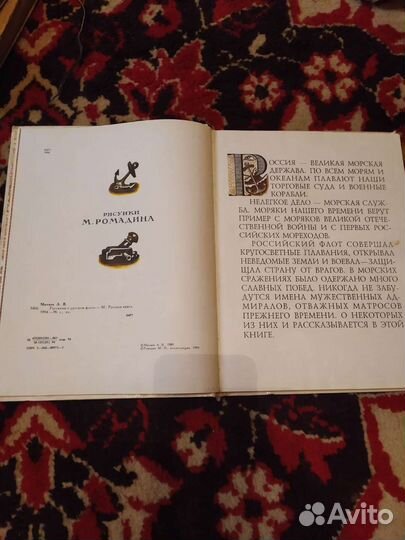 РИСУНКИ
М. РОМАДИНА
Митяев А. В.
РОССИЯ — ВЕЛИКАЯ МОРСКАЯ
ДЕРЖАВА. ПО ВСЕМ МОРЯМ И
ОКЕАНАМ ПЛАВАЮТ НАШИ
ТОРГОВЫЕ СУДА И ВОЕННЫЕ
КОРАБЛИ.
НЕЛЕГКОЕ ДЕЛО — МОРСКАЯ СЛУЖ-
БА. МОРЯКИ НАШЕГО ВРЕМЕНИ БЕРУТ
ПРИМЕР С МОРЯКОВ ВЕЛИКОЙ ОТЕЧЕ-
СТВЕННОЙ ВОЙНЫ И С ПЕРВЫХ РОС-
СИЙСКИХ МОРЕХОДОВ.
РОССИЙСКИЙ ФЛОТ СОВЕРШАЛ
КРУГОСВЕТНЫЕ ПЛАВАНИЯ, ОТКРЫВАЛ
НЕВЕДОМЫЕ ЗЕМЛИ И ВОЕВАЛ—ЗАЩИ-
ЩАЛ СТРАНУ ОТ ВРАГОВ. В МОРСКИХ
СРАЖЕНИЯХ БЫЛО ОДЕРЖАНО МНОГО
СЛАВНЫХ ПОБЕД. НИКОГДА НЕ ЗАБУ-
ДУТСЯ ИМЕНА МУЖЕСТВЕННЫХ АД-
МИРАЛОВ, ОТВАЖНЫХ МАТРОСОВ
ПРЕЖНЕГО ВРЕМЕНИ, О НЕКОТОРЫХ
ИЗ НИХ И РАССКАЗЫВАЕТСЯ В ЭТОЙ
КНИГЕ.
Avito